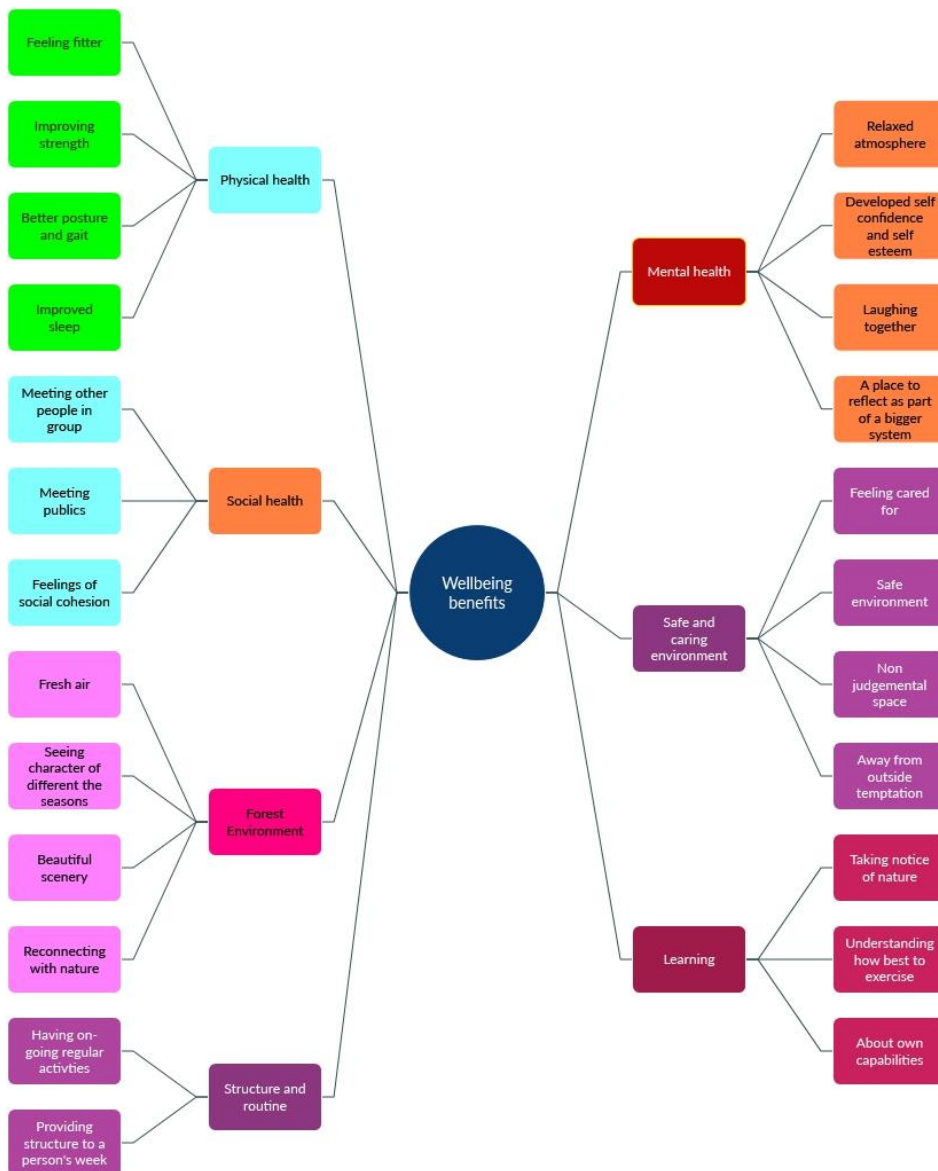 Feeling fitter
Improving
strength
Better posture
and gait
Improved
sleep
Physical health
Meeting other
people in
group
Meeting
publics
Feelings of
social cohesion
Social health
Fresh air
Seeing
character of
different the
seasons
Beautiful
scenery
Reconnecting
with nature
Forest
Environment
Having on-
going regular
activties
Providing
structure to a
person's week
Structure and
routine
Wellbeing
benefits
Mental health
Relaxed
atmosphere
Developed self
confidence
and self
esteem
Laughing
together
A place to
reflect as part
of a bigger
system
Safe and
caring
environment
Feeling cared
for
Safe
environment
Non
judgemental
space
Away from
outside
temptation
Learning
Taking notice
of nature
Understanding
how best to
exercise
About own
capabilities